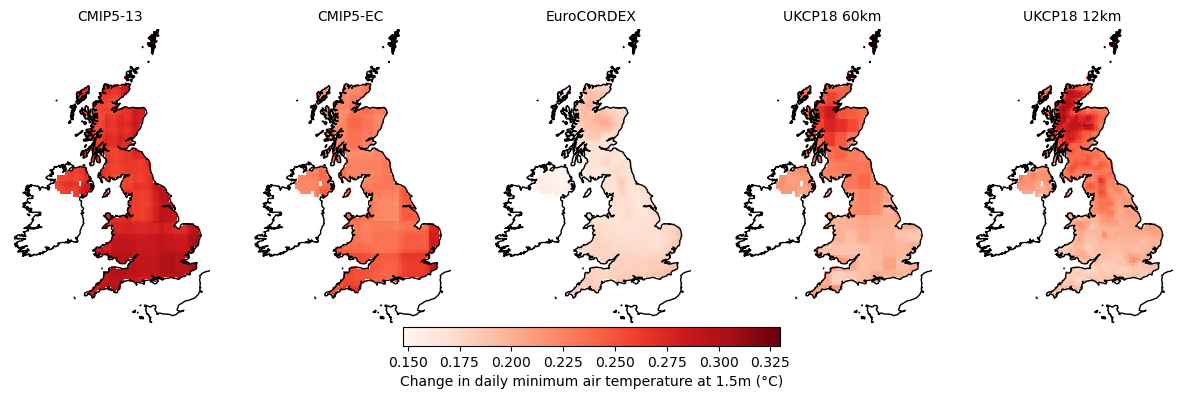 CMIP5-13 CMIP5-EC EuroCORDEX UKCP18 60km UKCP18 12km
0.150 0.175 0.200 0.225 0.250 0.275 0.300 0.325
Change in daily minimum air temperature at 1.5m (°C)